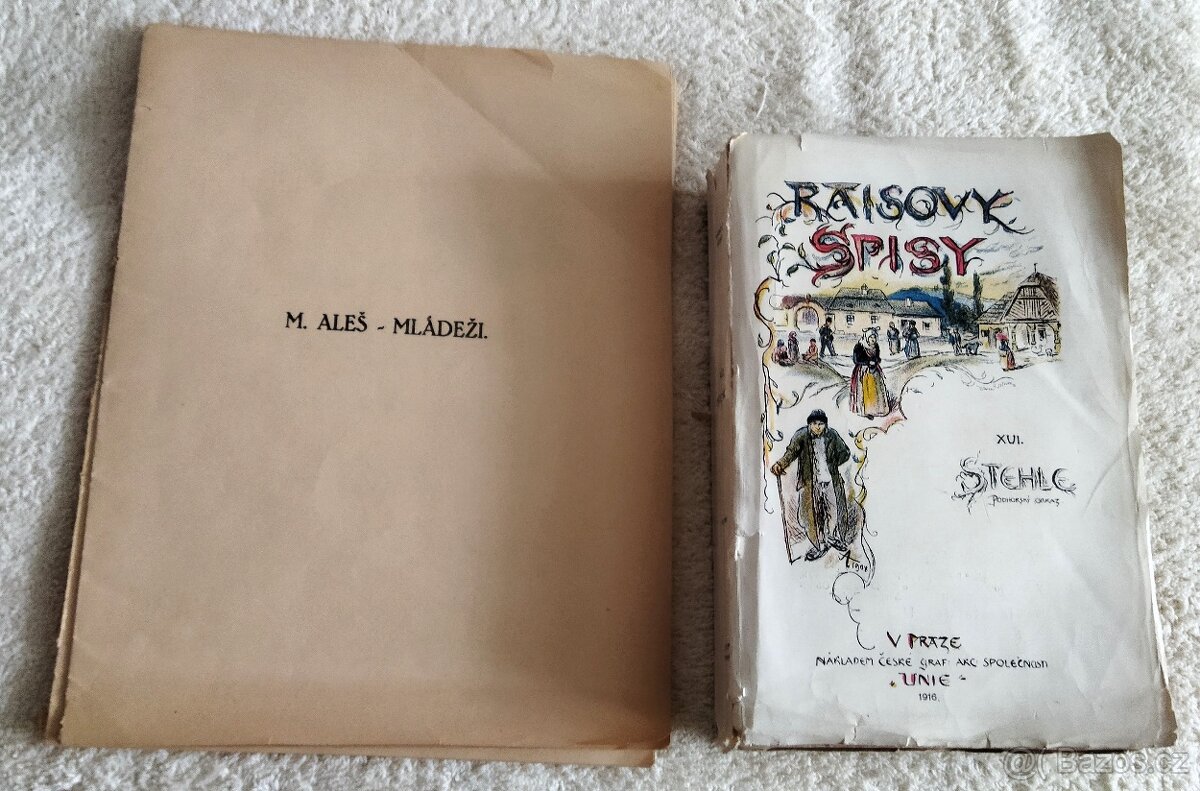 M. ALEŠ - MLÁDEŽI.
RAISOVY
SPISY
XVI.
STEHLE
PODHORSKÝ OBRAZ
V PRAZE
NÁKLADEM ČESKÉ GRAF: AKC SPOLEČNOSTI
"UNIE"
1916.
@ Bazos.cz